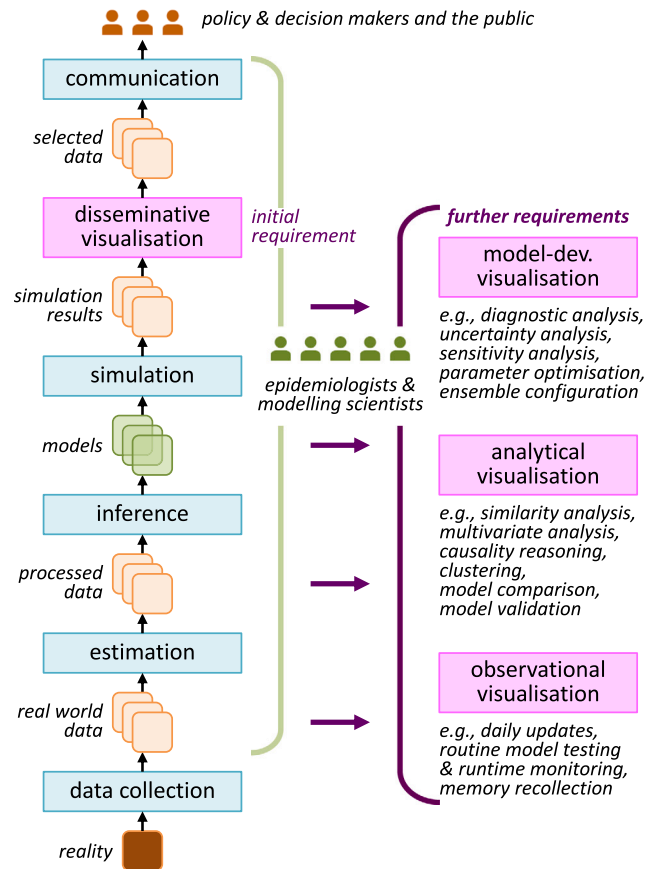 policy & decision makers and the public
communication
selected
data
disseminative
visualisation
initial
requirement
simulation
results
simulation
models
inference
processed
data
estimation
real world
data
data collection
reality
epidemiologists &
modelling scientists
further requirements
model-dev.
visualisation
e.g., diagnostic analysis,
uncertainty analysis,
sensitivity analysis,
parameter optimisation,
ensemble configuration
analytical
visualisation
e.g., similarity analysis,
multivariate analysis,
causality reasoning,
clustering,
model comparison,
model validation
observational
visualisation
e.g., daily updates,
routine model testing
& runtime monitoring,
memory recollection